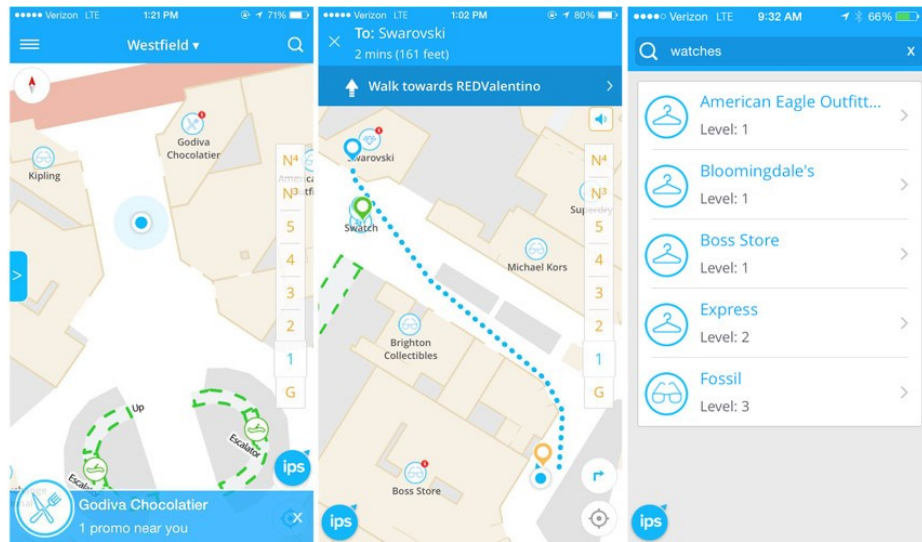 Verizon LTE 1:21 PM 71%
Westfield ▾
Godiva
Chocolatier
Kipling
N4
N3
5
4
3
2
1
G
Up
Escalator
Escalator
ips
Godiva Chocolatier
1 promo near you
X
Verizon LTE 1:02 PM 80%
To: Swarovski
2 mins (161 feet)
Walk towards REDValentino
Swarovski
Swatch
Superdry
Michael Kors
Brighton
Collectibles
Boss Store
N4
N3
5
4
3
2
1
G
ips
Verizon LTE 9:32 AM 66%
watches x
American Eagle Outfitt...
Level: 1
Bloomingdale's
Level: 1
Boss Store
Level: 1
Express
Level: 2
Fossil
Level: 3
ips